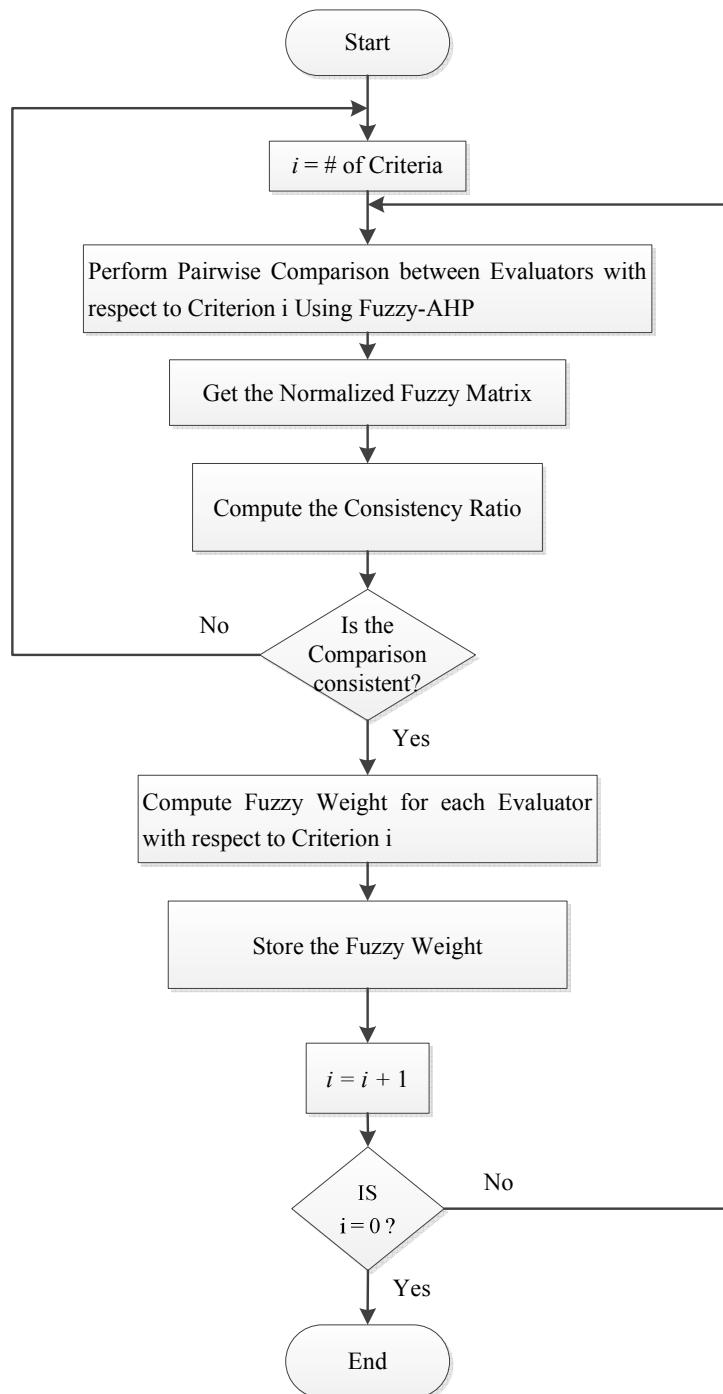 Start
i = # of Criteria
Perform Pairwise Comparison between Evaluators with
respect to Criterion i Using Fuzzy-AHP
Get the Normalized Fuzzy Matrix
Compute the Consistency Ratio
No
Is the
Comparison
consistent?
Yes
Compute Fuzzy Weight for each Evaluator
with respect to Criterion i
Store the Fuzzy Weight
i = i + 1
No
IS
i = 0 ?
Yes
End